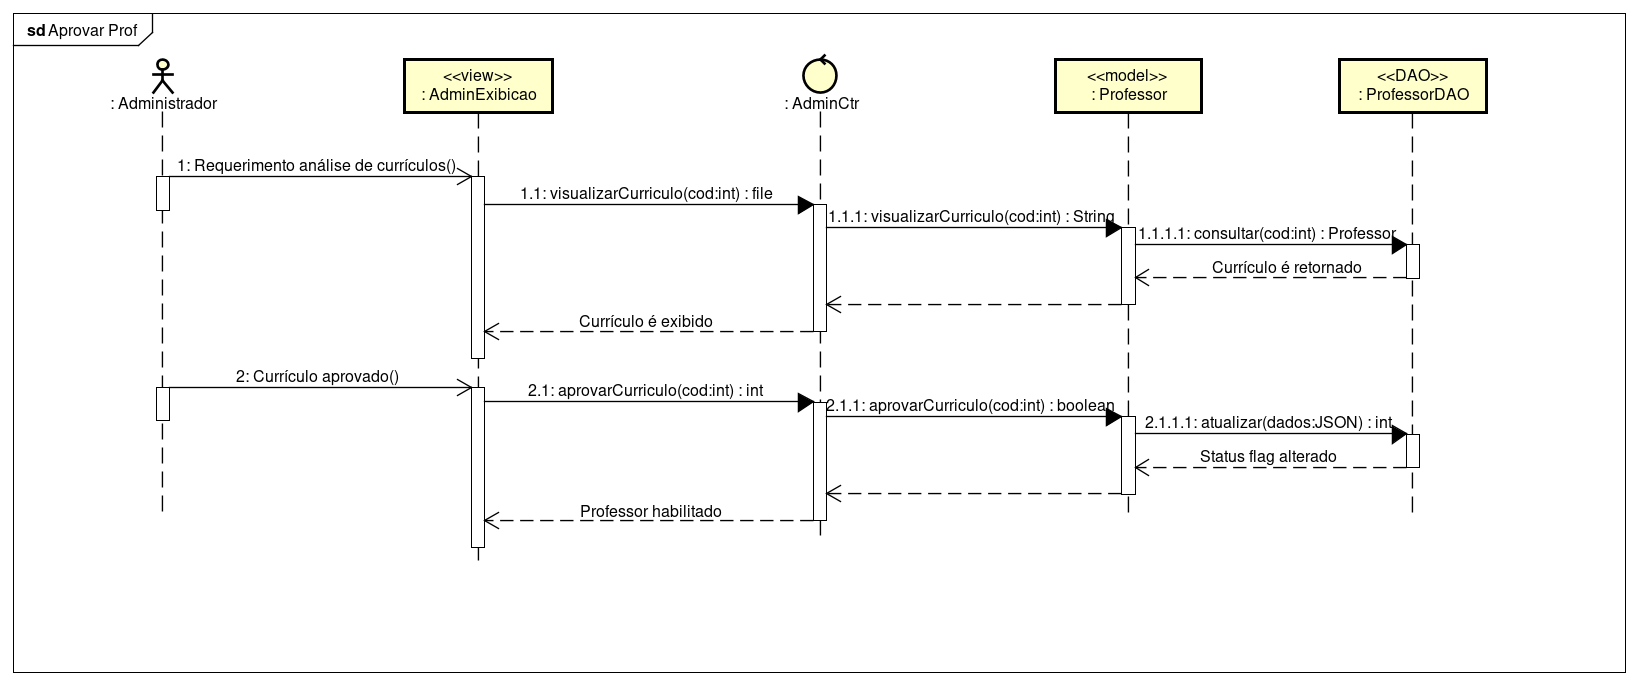 sd Aprovar Prof
: Administrador
<<view>>
: AdminExibicao
: AdminCtr
<<model>>
: Professor
<<DAO>>
: ProfessorDAO
1: Requerimento análise de currículos()
1.1: visualizarCurriculo(cod:int) : file
1.1.1: visualizarCurriculo(cod:int) : String
1.1.1.1: consultar(cod:int) : Professor
Currículo é retornado
Currículo é exibido
2: Currículo aprovado()
2.1: aprovarCurriculo(cod:int) : int
2.1.1: aprovarCurriculo(cod:int) : boolean
2.1.1.1: atualizar(dados:JSON) : int
Status flag alterado
Professor habilitado